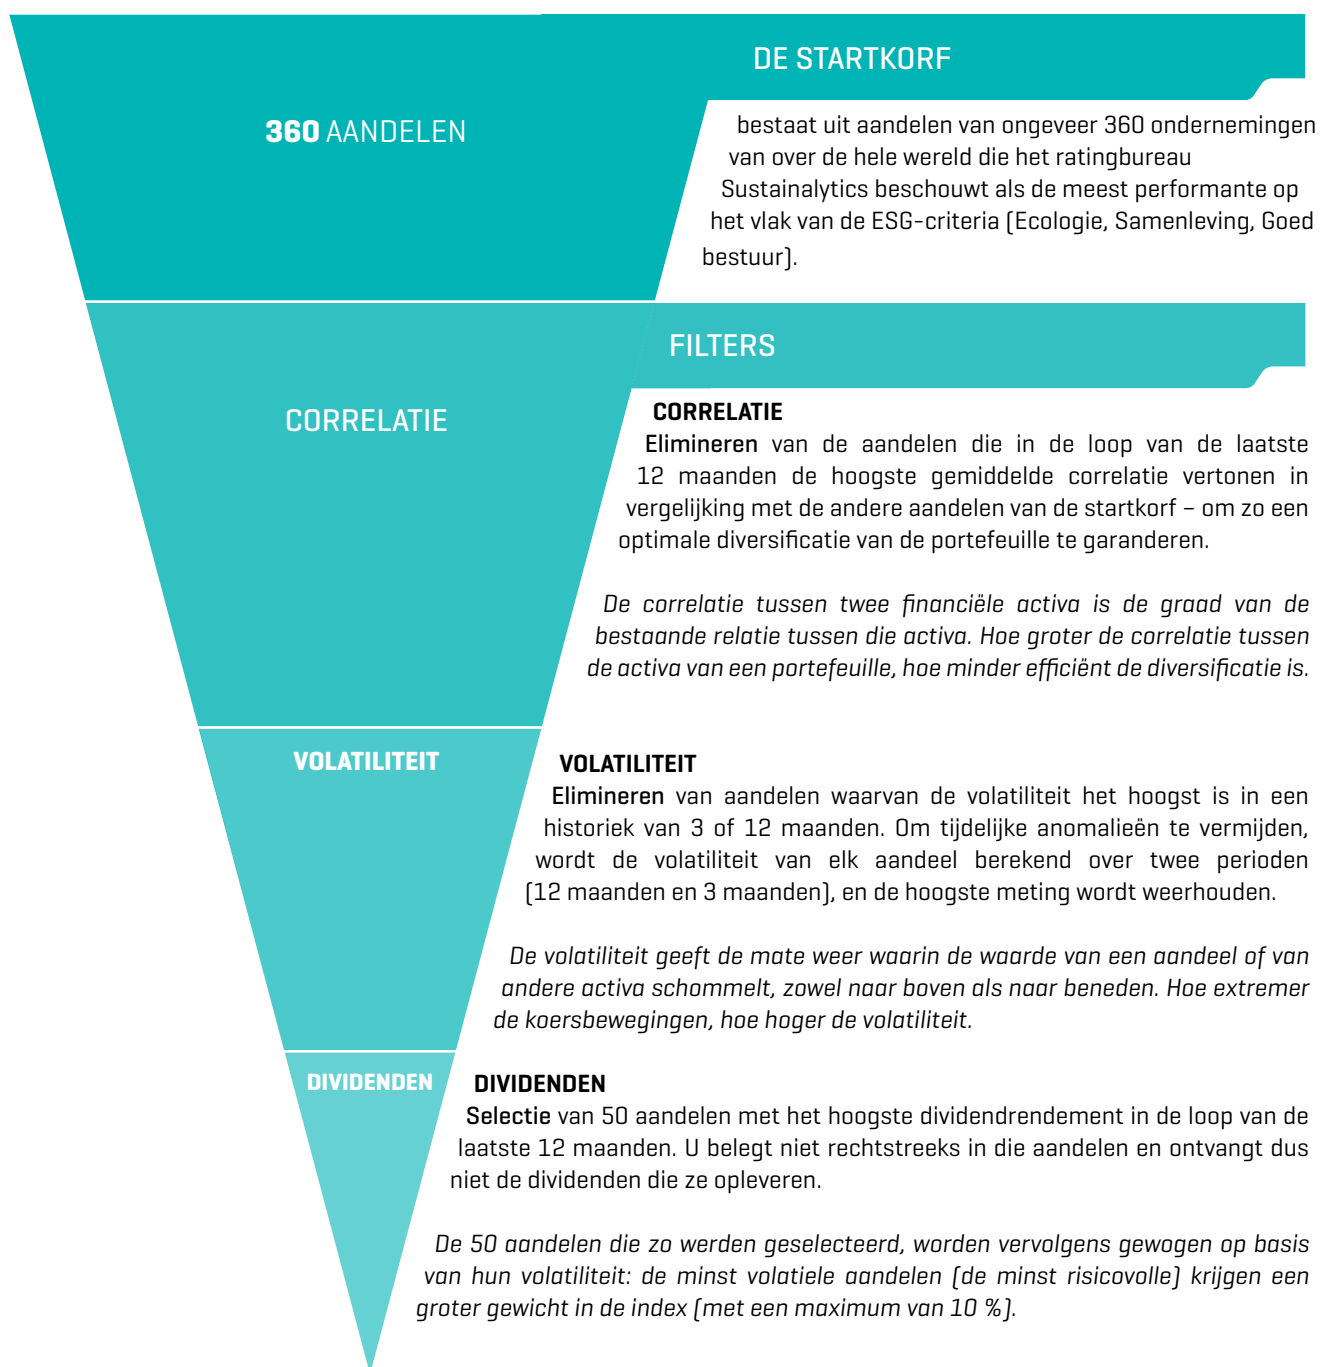 DE STARTKORF
360 AANDELEN
bestaat uit aandelen van ongeveer 360 ondernemingen
van over de hele wereld die het ratingbureau
Sustainalytics beschouwt als de meest performante op
het vlak van de ESG-criteria (Ecologie, Samenleving, Goed
bestuur).
FILTERS
CORRELATIE
CORRELATIE
Elimineren van de aandelen die in de loop van de laatste
12 maanden de hoogste gemiddelde correlatie vertonen in
vergelijking met de andere aandelen van de startkorf – om zo een
optimale diversificatie van de portefeuille te garanderen.
De correlatie tussen twee financiële activa is de graad van de
bestaande relatie tussen die activa. Hoe groter de correlatie tussen
de activa van een portefeuille, hoe minder efficiënt de diversificatie is.
VOLATILITEIT
VOLATILITEIT
Elimineren van aandelen waarvan de volatiliteit het hoogst is in een
historiek van 3 of 12 maanden. Om tijdelijke anomalieën te vermijden,
wordt de volatiliteit van elk aandeel berekend over twee perioden
(12 maanden en 3 maanden), en de hoogste meting wordt weerhouden.
De volatiliteit geeft de mate weer waarin de waarde van een aandeel of van
andere activa schommelt, zowel naar boven als naar beneden. Hoe extremer
de koersbewegingen, hoe hoger de volatiliteit.
DIVIDENDEN
DIVIDENDEN
Selectie van 50 aandelen met het hoogste dividendrendement in de loop van de
laatste 12 maanden. U belegt niet rechtstreeks in die aandelen en ontvangt dus
niet de dividenden die ze opleveren.
De 50 aandelen die zo werden geselecteerd, worden vervolgens gewogen op basis
van hun volatiliteit: de minst volatiele aandelen (de minst risicovolle) krijgen een
groter gewicht in de index (met een maximum van 10 %).